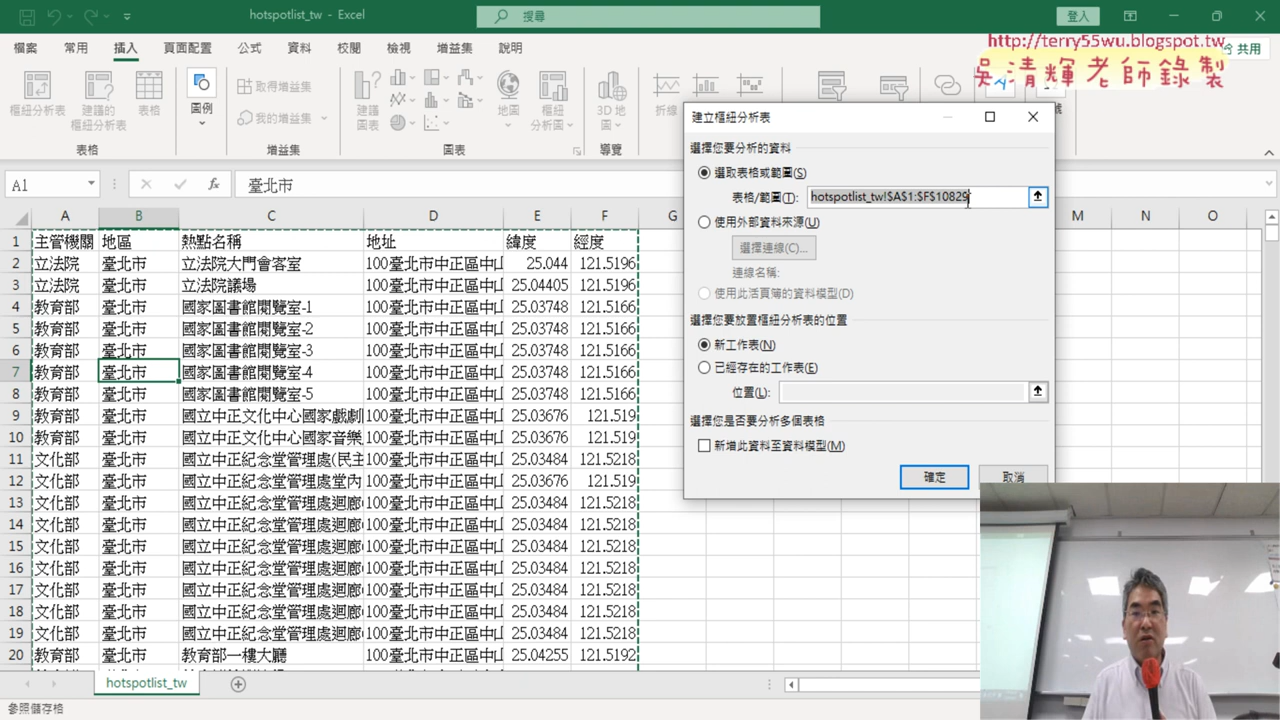 hotspotlist_tw - Excel
搜尋
登入
檔案 常用 插入 頁面配置 公式 資料 校閱 檢視 增益集 說明
共用
http://terry55wu.blogspot.tw
吳清輝老師錄製
樞紐分析表 建議的樞紐分析表 表格 圖例 取得增益集 我的增益集 建議圖表 地圖 樞紐分析圖 3D 地圖 折線
表格 增益集 圖表 導覽
A1 fx 臺北市
A B C D E F G M N O
1 主管機關 地區 熱點名稱 地址 緯度 經度
2 立法院 臺北市 立法院大門會客室 100臺北市中正區中山 25.044 121.5196
3 立法院 臺北市 立法院議場 100臺北市中正區中山 25.04405 121.5196
4 教育部 臺北市 國家圖書館閱覽室-1 100臺北市中正區中山 25.03748 121.5166
5 教育部 臺北市 國家圖書館閱覽室-2 100臺北市中正區中山 25.03748 121.5166
6 教育部 臺北市 國家圖書館閱覽室-3 100臺北市中正區中山 25.03748 121.5166
7 教育部 臺北市 國家圖書館閱覽室-4 100臺北市中正區中山 25.03748 121.5166
8 教育部 臺北市 國家圖書館閱覽室-5 100臺北市中正區中山 25.03748 121.5166
9 教育部 臺北市 國立中正文化中心國家戲劇 100臺北市中正區中山 25.03676 121.519
10 教育部 臺北市 國立中正文化中心國家音樂 100臺北市中正區中山 25.03676 121.519
11 文化部 臺北市 國立中正紀念堂管理處(民主 100臺北市中正區中山 25.03484 121.5218
12 文化部 臺北市 國立中正紀念堂管理處堂內 100臺北市中正區中山 25.03676 121.519
13 文化部 臺北市 國立中正紀念堂管理處迴廊 100臺北市中正區中山 25.03484 121.5218
14 文化部 臺北市 國立中正紀念堂管理處迴廊 100臺北市中正區中山 25.03484 121.5218
15 文化部 臺北市 國立中正紀念堂管理處迴廊 100臺北市中正區中山 25.03484 121.5218
16 文化部 臺北市 國立中正紀念堂管理處迴廊 100臺北市中正區中山 25.03484 121.5218
17 文化部 臺北市 國立中正紀念堂管理處迴廊 100臺北市中正區中山 25.03484 121.5218
18 文化部 臺北市 國立中正紀念堂管理處迴廊 100臺北市中正區中山 25.03484 121.5218
19 文化部 臺北市 國立中正紀念堂管理處迴廊 100臺北市中正區中山 25.03484 121.5218
20 教育部 臺北市 教育部一樓大廳 100臺北市中正區中山 25.04255 121.5192
建立樞紐分析表
選擇您要分析的資料
選取表格或範圍(S)
表格/範圍(T): hotspotlist_tw!$A$1:$F$10829
使用外部資料來源(U)
選擇連線(C)...
連線名稱:
使用此活頁簿的資料模型(D)
選擇您要放置樞紐分析表的位置
新工作表(N)
已經存在的工作表(E)
位置(L):
選擇您是否要分析多個表格
新增此資料至資料模型(M)
確定 取消
hotspotlist_tw
參照儲存格